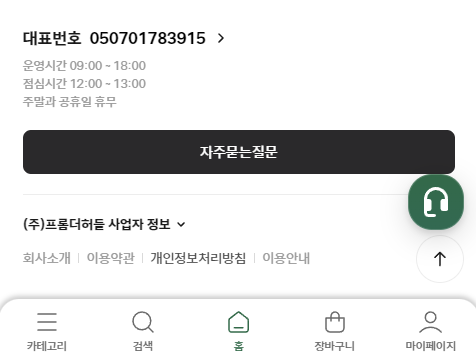 대표번호 050701783915
운영시간 09:00 ~ 18:00
점심시간 12:00 ~ 13:00
주말과 공휴일 휴무
자주묻는질문
(주)프롬더허들 사업자 정보
회사소개 | 이용약관 | 개인정보처리방침 | 이용안내
카테고리 검색 홈 장바구니 마이페이지